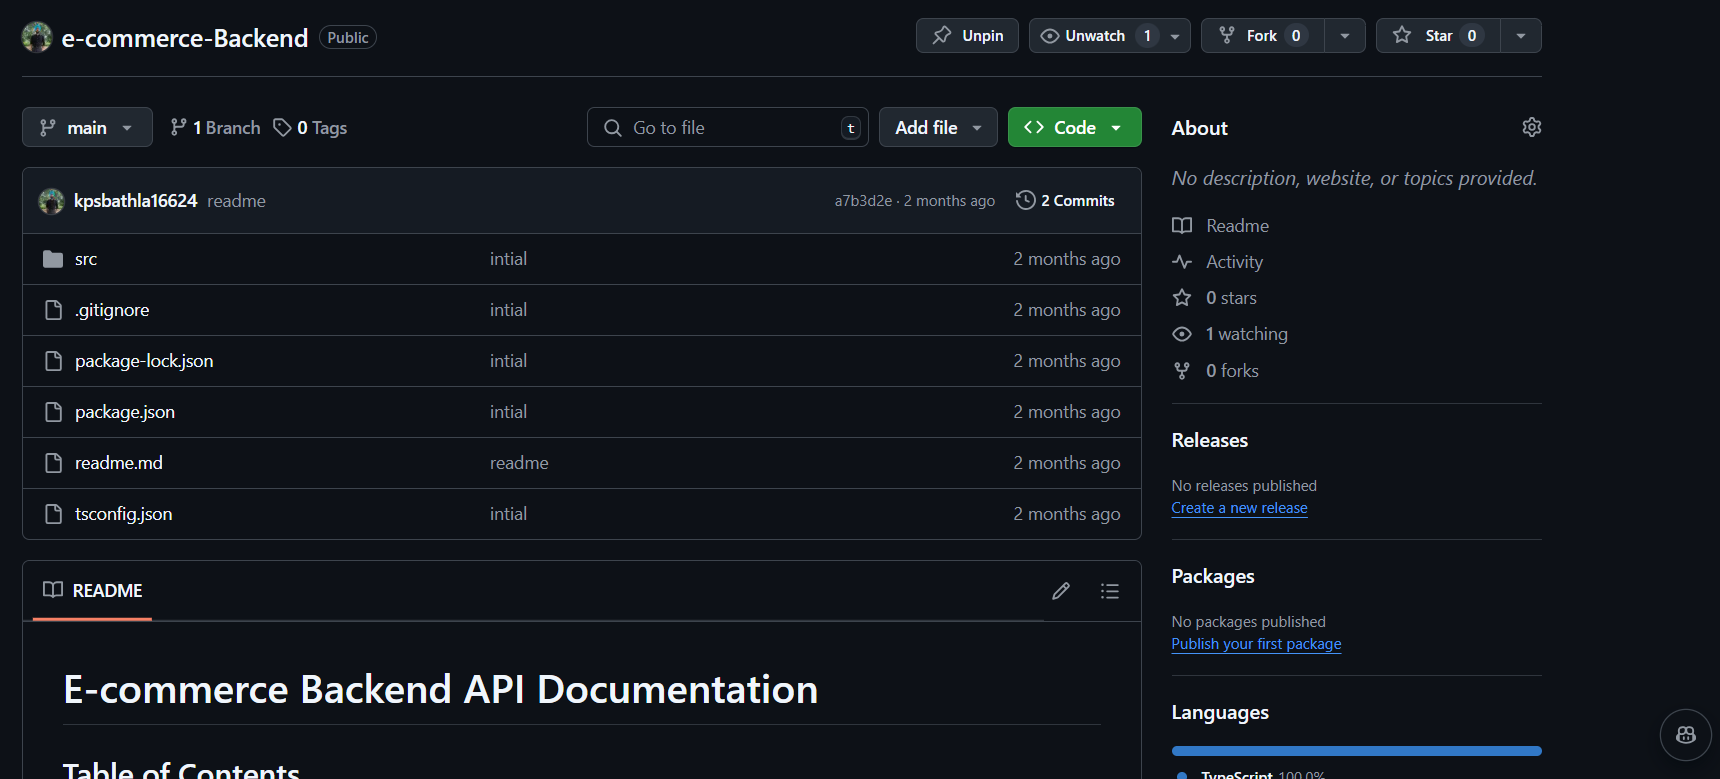 e-commerce-Backend Public
Unpin Unwatch 1 Fork 0 Star 0
main 1 Branch 0 Tags Go to file t Add file Code
kpsbathla16624 readme a7b3d2e · 2 months ago 2 Commits
src intial 2 months ago
.gitignore intial 2 months ago
package-lock.json intial 2 months ago
package.json intial 2 months ago
readme.md readme 2 months ago
tsconfig.json intial 2 months ago
README
E-commerce Backend API Documentation
Table of Contents
About
No description, website, or topics provided.
Readme
Activity
0 stars
1 watching
0 forks
Releases
No releases published
Create a new release
Packages
No packages published
Publish your first package
Languages
TypeScript 100.0%